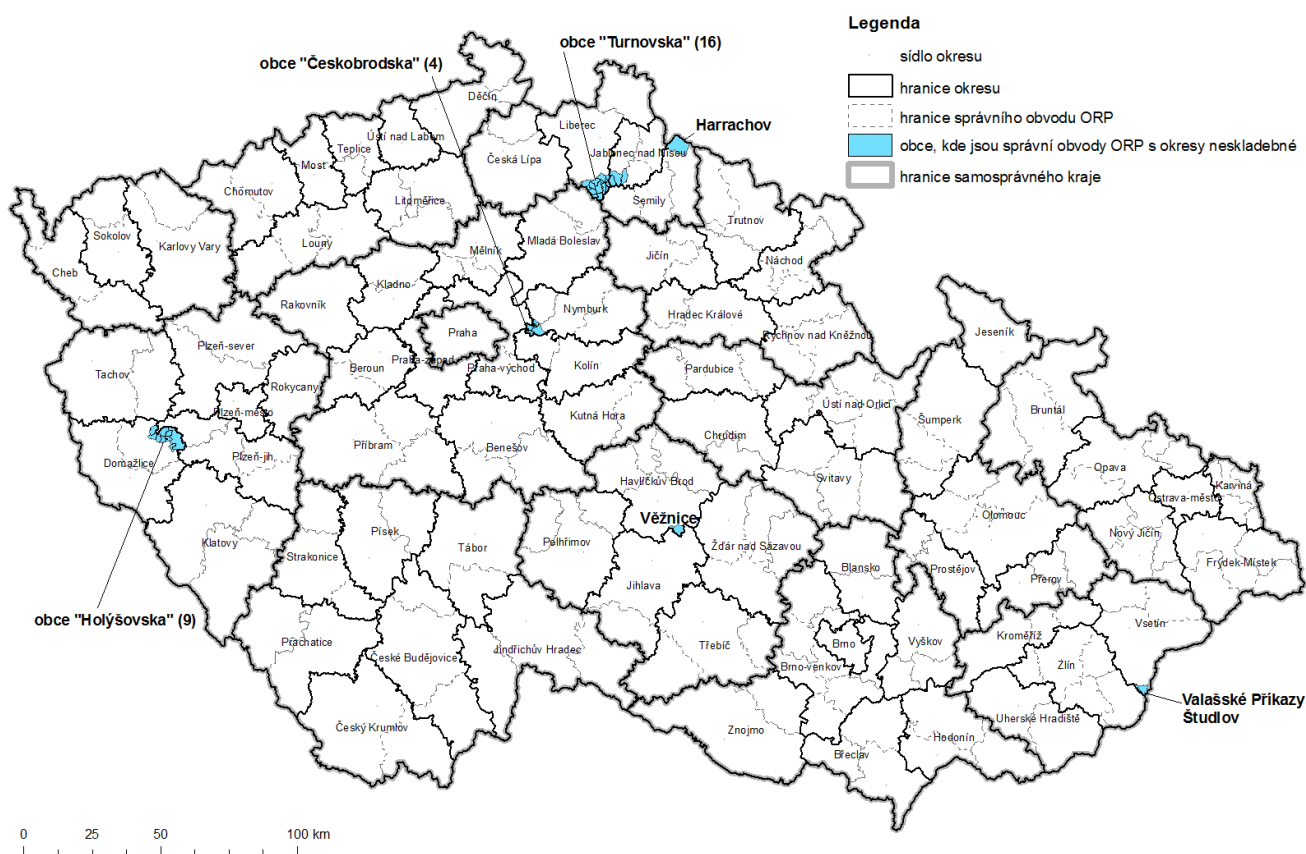 Legenda
sídlo okresu
hranice okresu
hranice správního obvodu ORP
obce, kde jsou správní obvody ORP s okresy neskladebné
hranice samosprávného kraje
obce "Turnovska" (16)
obce "Českobrodska" (4)
Harrachov
Děčín
Liberec
Ústí nad Labem
Teplice
Česká Lípa
Jablonec nad Nisou
Most
Chomutov
Litoměřice
Semily
Trutnov
Sokolov
Karlovy Vary
Louny
Mělník
Mladá Boleslav
Jičín
Náchod
Cheb
Kladno
Rakovník
Nymburk
Hradec Králové
Praha
Rychnov nad Kněžnou
Jeseník
Plzeň-sever
Tachov
Beroun
Praha-západ
Praha-východ
Kolín
Pardubice
Rokycany
Plzeň-město
Kutná Hora
Ústí nad Orlicí
Šumperk
Bruntál
Chrudim
Domažlice
Plzeň-jih
Příbram
Benešov
Havlíčkův Brod
Svitavy
Opava
Ostrava-město
Karviná
Věžnice
Olomouc
Nový Jičín
Klatovy
Písek
Strakonice
Tábor
Pelhřimov
Žďár nad Sázavou
Jihlava
Blansko
Prostějov
Přerov
Frýdek-Místek
obce "Holýšovska" (9)
Prachatice
České Budějovice
Jindřichův Hradec
Třebíč
Brno
Brno-venkov
Vyškov
Kroměříž
Vsetín
Zlín
Valašské Příkazy
Študlov
Český Krumlov
Znojmo
Uherské Hradiště
Hodonín
Břeclav
0 25 50 100 km